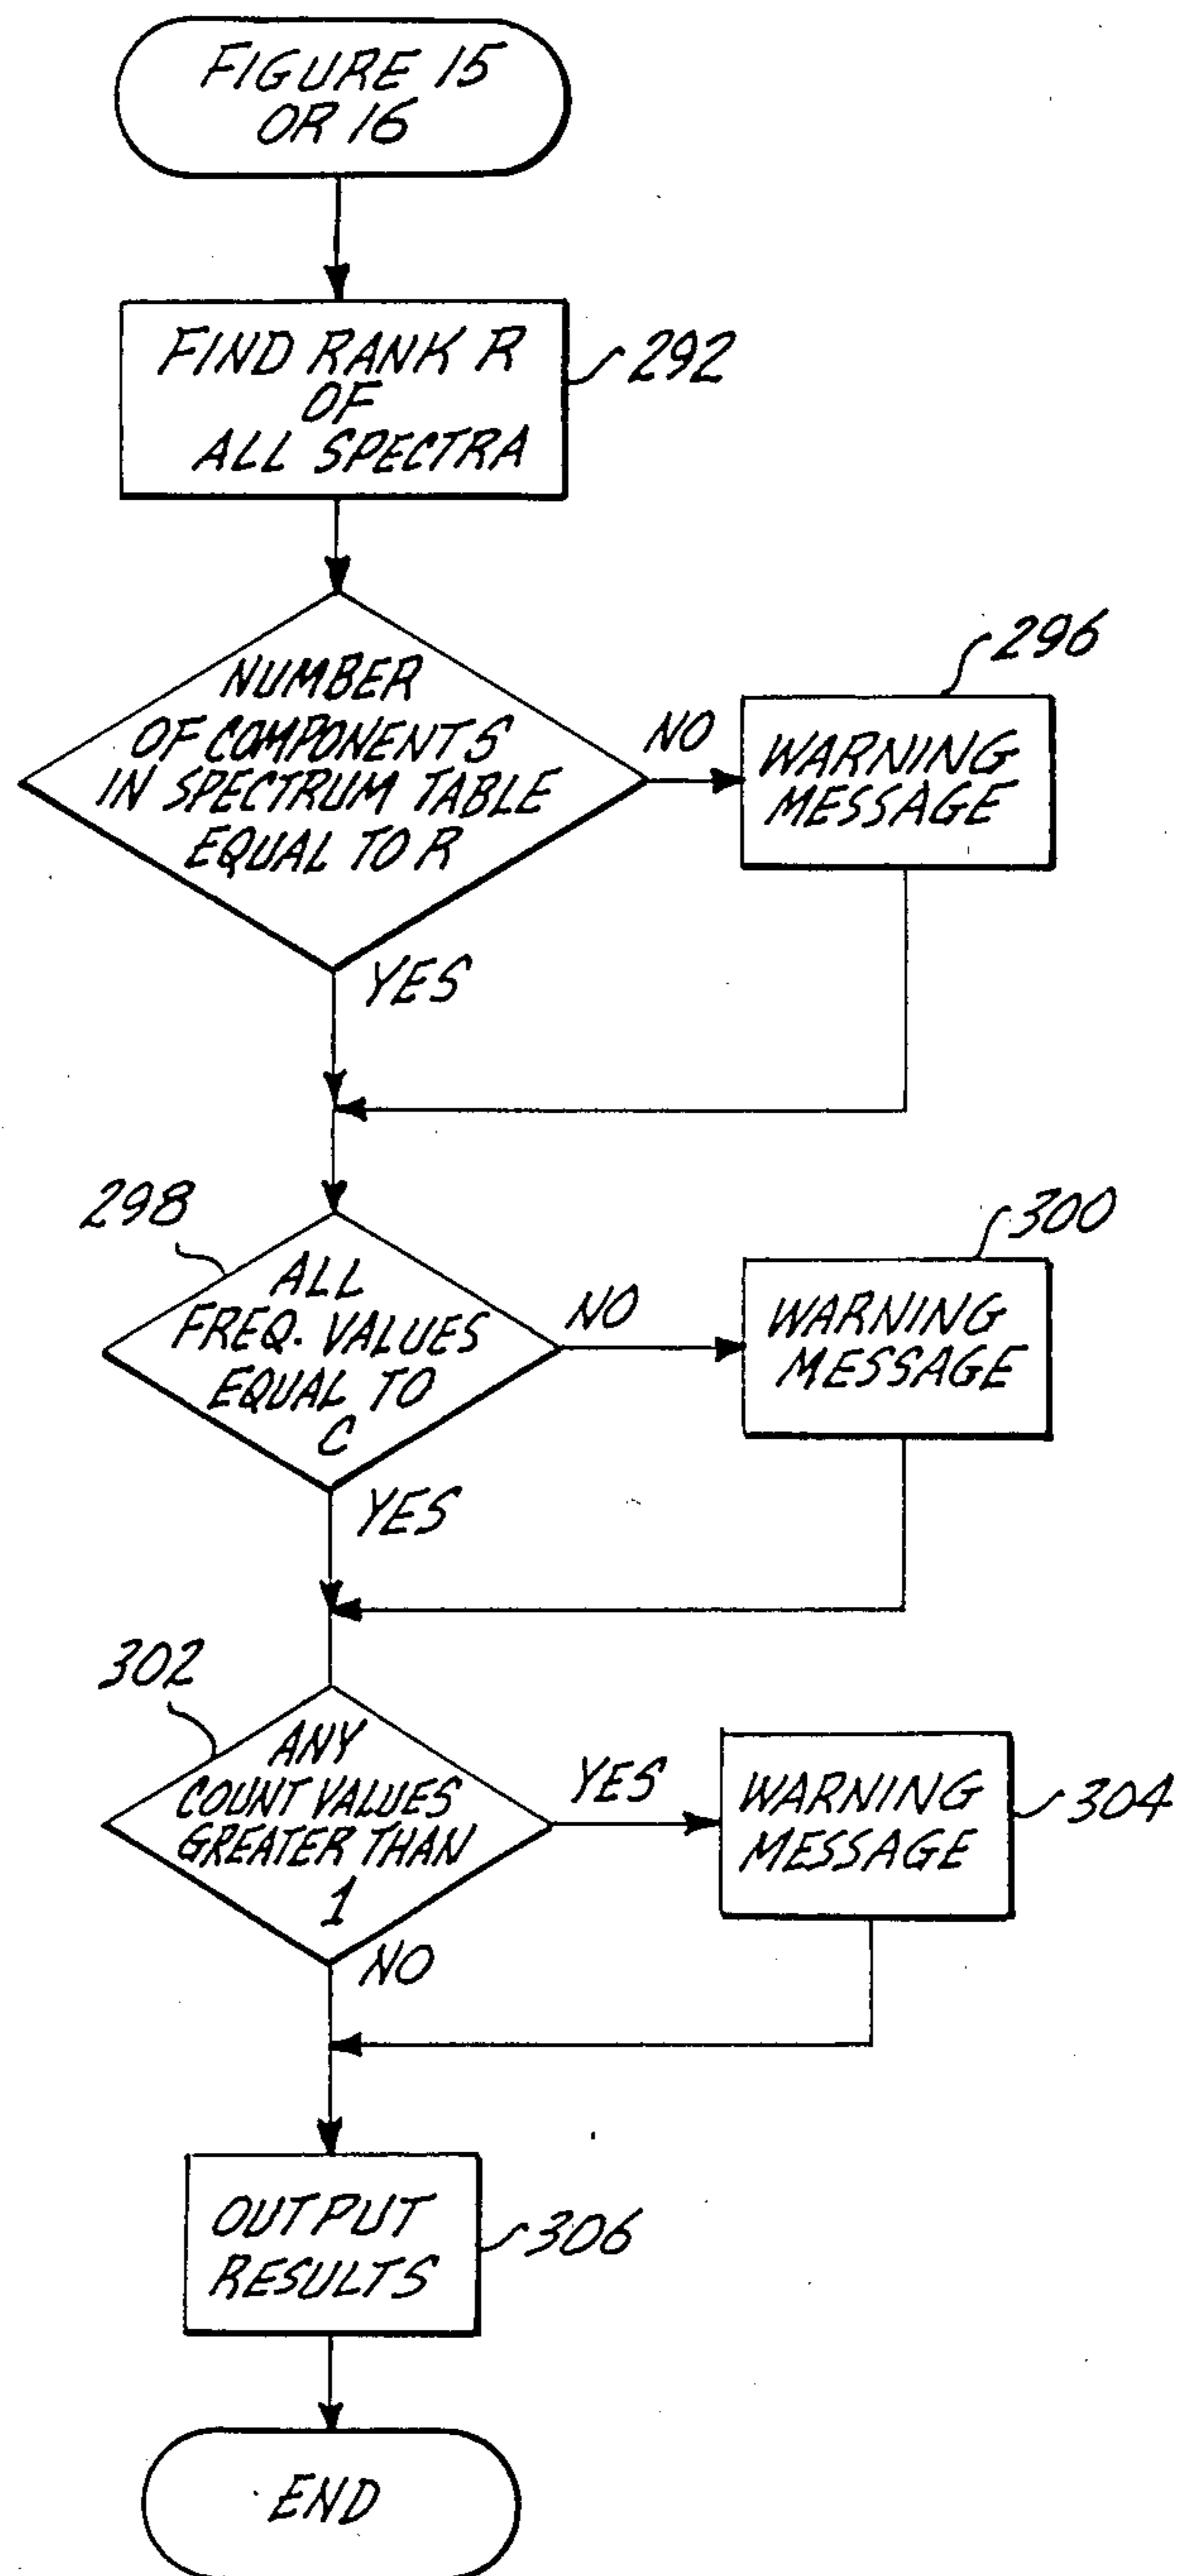 FIGURE 15
OR 16
FIND RANK R
OF
ALL SPECTRA
292
NUMBER
OF COMPONENTS
IN SPECTRUM TABLE
EQUAL TO R
NO
296
WARNING
MESSAGE
YES
298
ALL
FREQ. VALUES
EQUAL TO
C
NO
300
WARNING
MESSAGE
YES
302
ANY
COUNT VALUES
GREATER THAN
1
YES
WARNING
MESSAGE
304
NO
OUTPUT
RESULTS
306
END